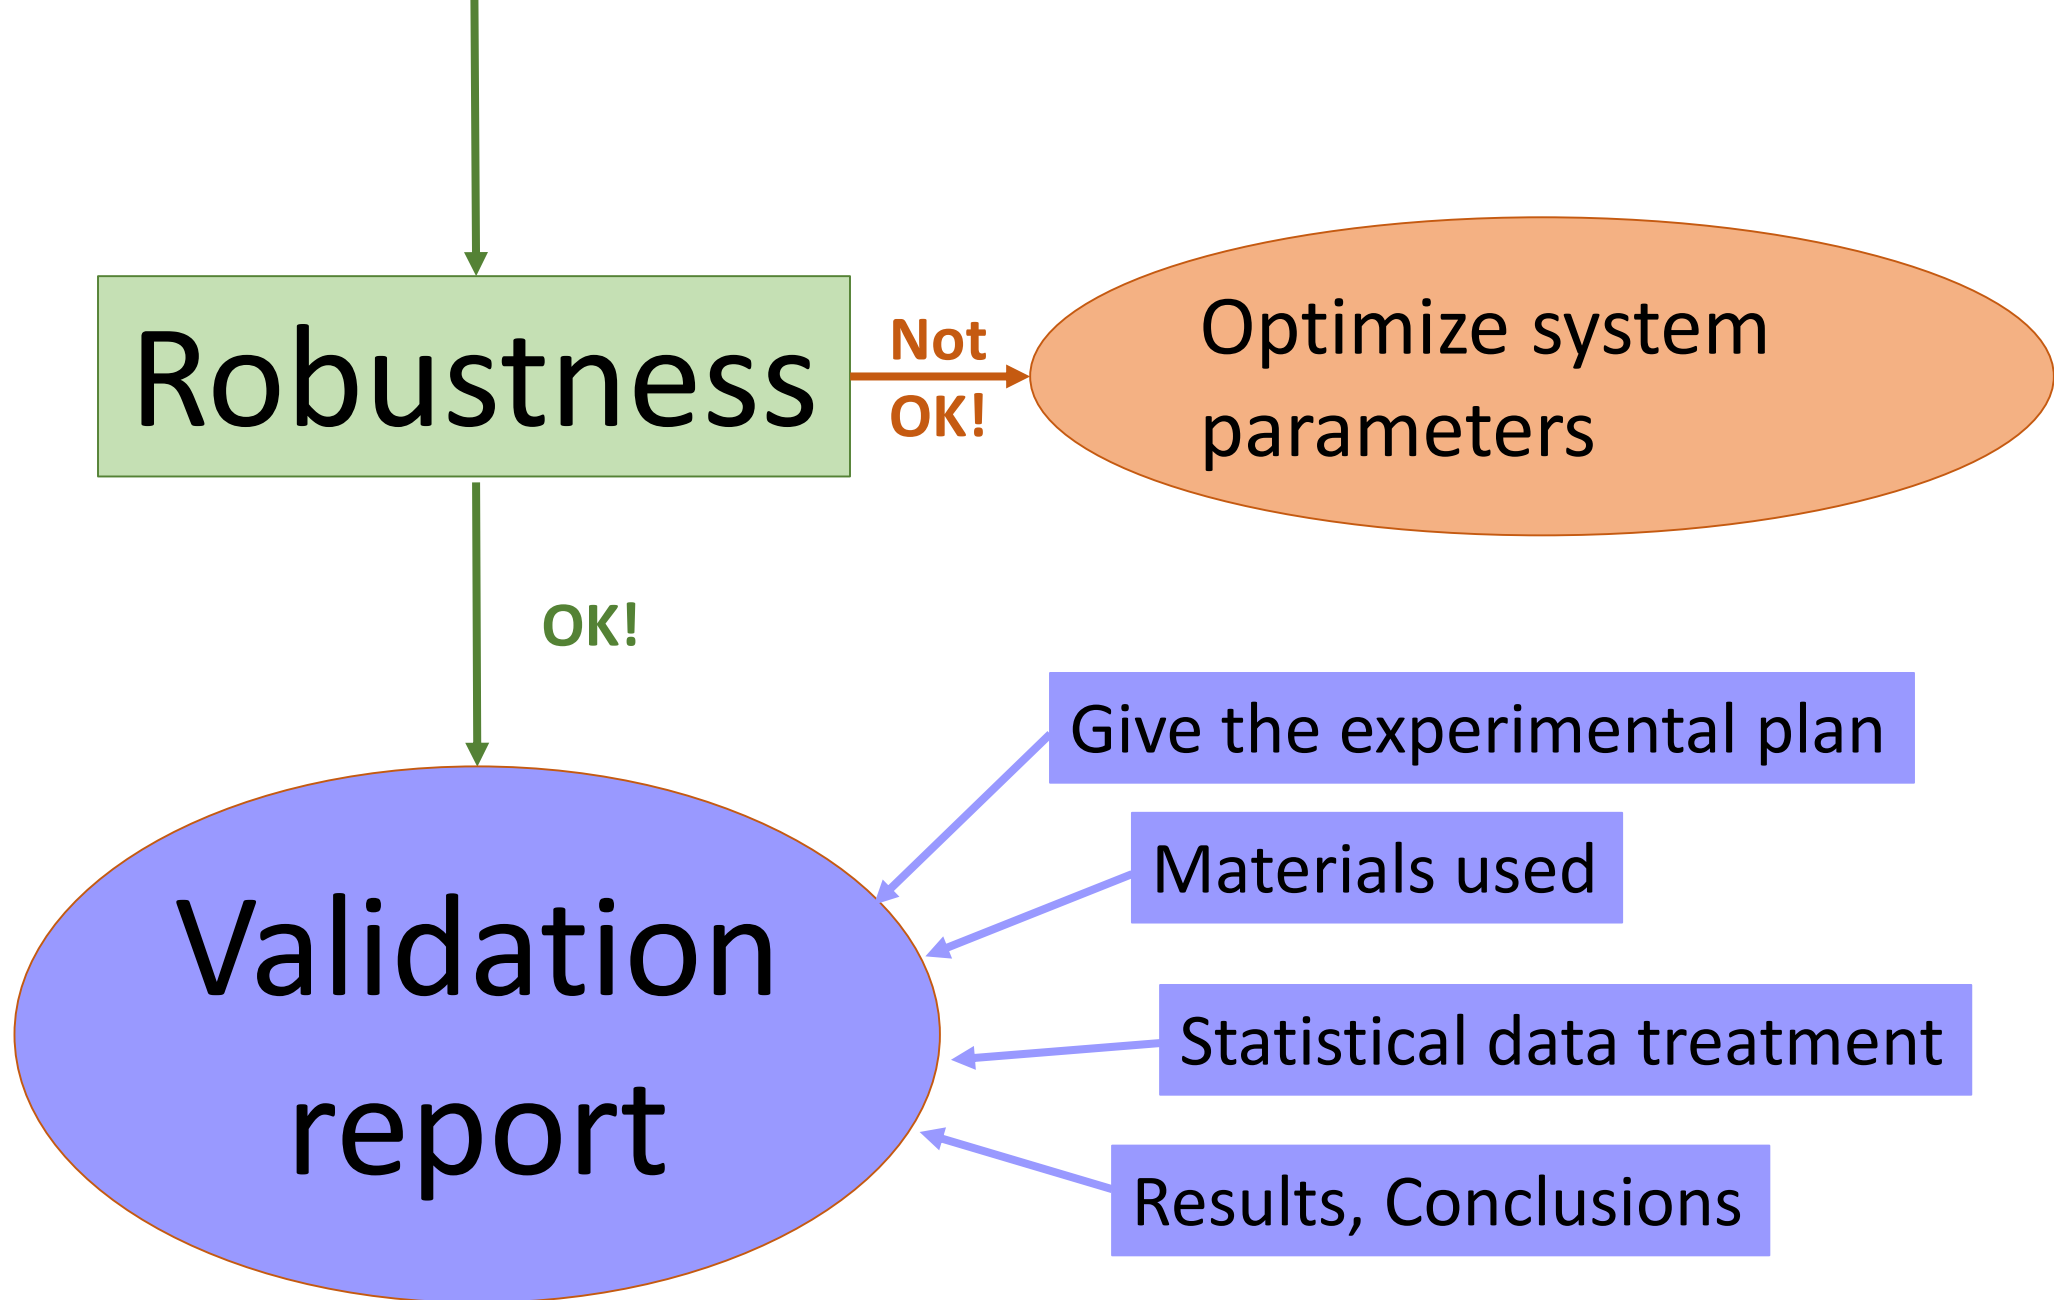 Robustness
Not
OK!
Optimize system
parameters
OK!
Validation
report
Give the experimental plan
Materials used
Statistical data treatment
Results, Conclusions